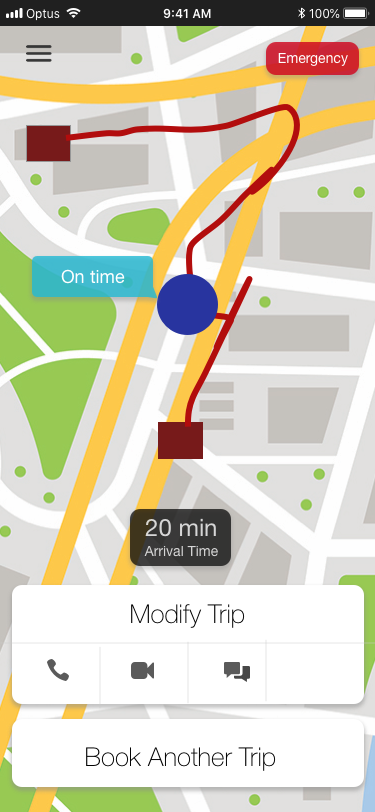 Optus 9:41 AM 100%
Emergency
On time
20 min
Arrival Time
Modify Trip
Book Another Trip